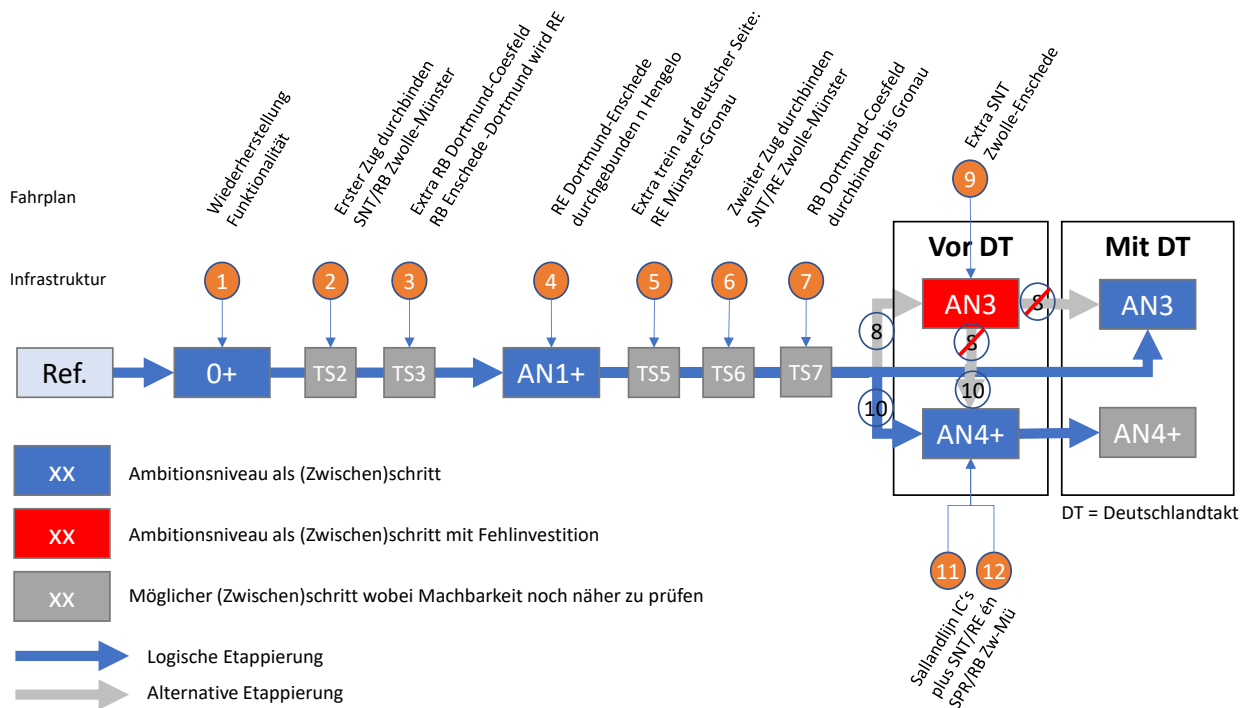 Wiederherstellung
Funktionalität
Erster Zug durchbinden
SNT/RB Zwolle-Münster
Extra RB Dortmund-Coesfeld
RB Enschede -Dortmund wird RE
RE Dortmund-Enschede
durchgebunden n Hengelo
Extra trein auf deutscher Seite:
RE Münster-Gronau
Zweiter Zug durchbinden
SNT/RE Zwolle-Münster
RB Dortmund-Coesfeld
durchbinden bis Gronau
Extra SNT
Zwolle-Enschede
Fahrplan
9
Vor DT
Mit DT
Infrastruktur
1
2
3
4
5
6
7
AN3
8'
AN3
8
8
Ref.
0+
TS2
TS3
AN1+
TS5
TS6
TS7
10
10
AN4+
AN4+
xx
Ambitionsniveau als (Zwischen)schritt
DT = Deutschlandtakt
xx
Ambitionsniveau als (Zwischen)schritt mit Fehlinvestition
11
12
xx
Möglicher (Zwischen)schritt wobei Machbarkeit noch näher zu prüfen
Sallandlijn IC's
plus SNT/RE én
SPR/RB Zw-Mü
Logische Etappierung
Alternative Etappierung